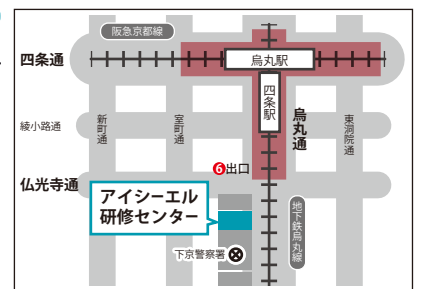 阪急京都線
四条通
烏丸駅
四条駅
綾小路通
新町通
室町通
烏丸通
東洞院通
6出口
仏光寺通
アイシーエル
研修センター
地下鉄烏丸線
下京警察署